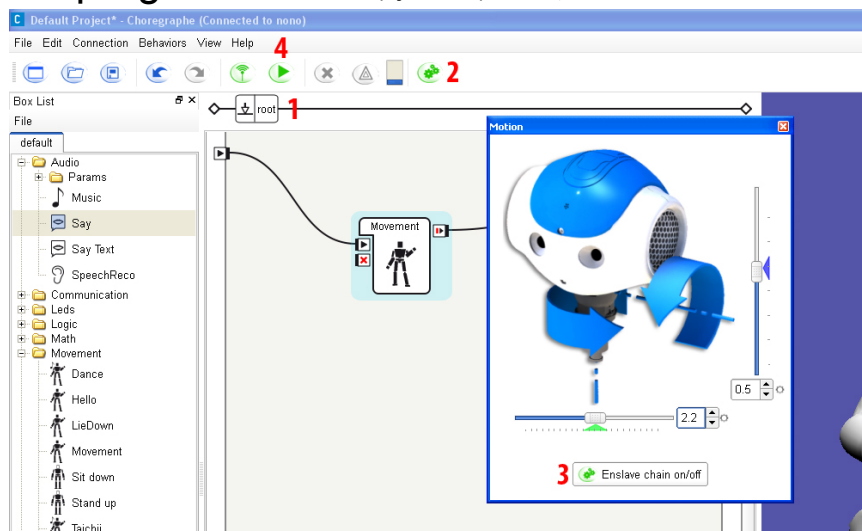 Default Project* - Choregraphe (Connected to nono)
File Edit Connection Behaviors View Help
4
2
Box List
File
default
Audio
Params
Music
Say
Say Text
SpeechReco
Communication
Leds
Logic
Math
Movement
Dance
Hello
LieDown
Movement
Sit down
Stand up
Taichii
root
1
Movement
Motion
0.5
2.2
3
Enslave chain on/off